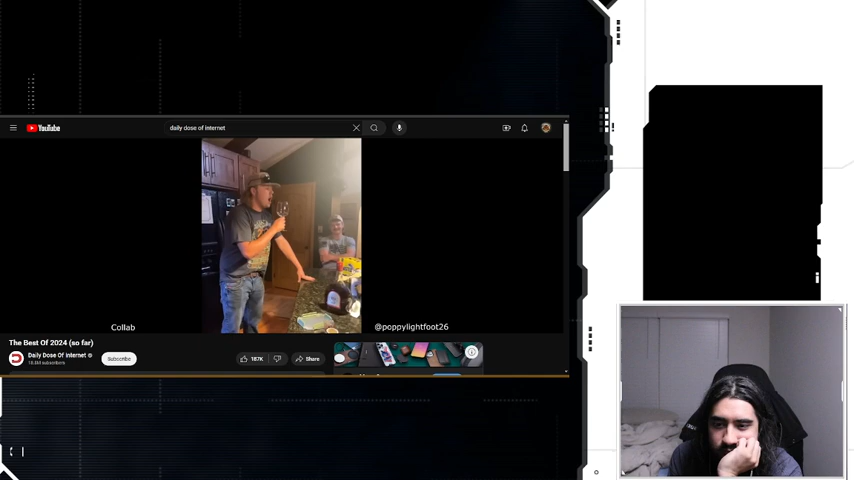 YouTube
daily dose of internet
Collab
@poppylightfoot26
The Best Of 2024 (so far)
Daily Dose Of Internet
Subscribe
187K
Share